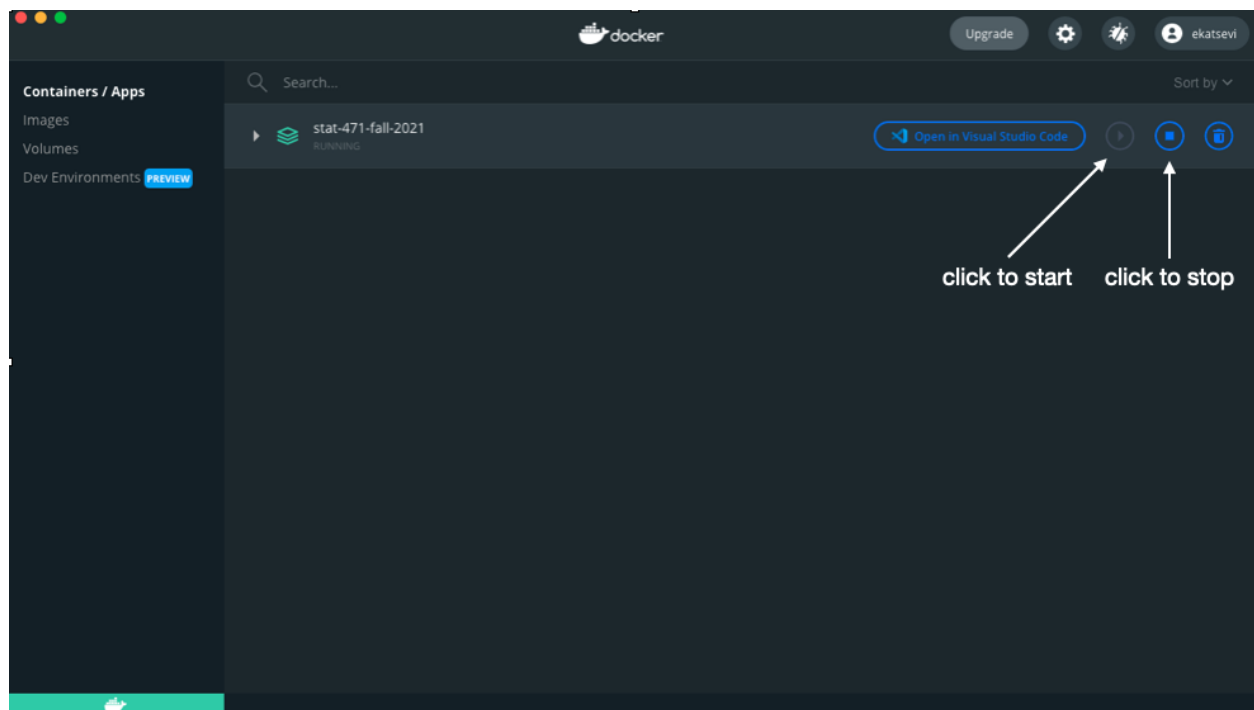 docker
Upgrade
ekatsevi
Containers / Apps
Images
Volumes
Dev Environments PREVIEW
Search...
Sort by
stat-471-fall-2021
RUNNING
Open in Visual Studio Code
click to start
click to stop